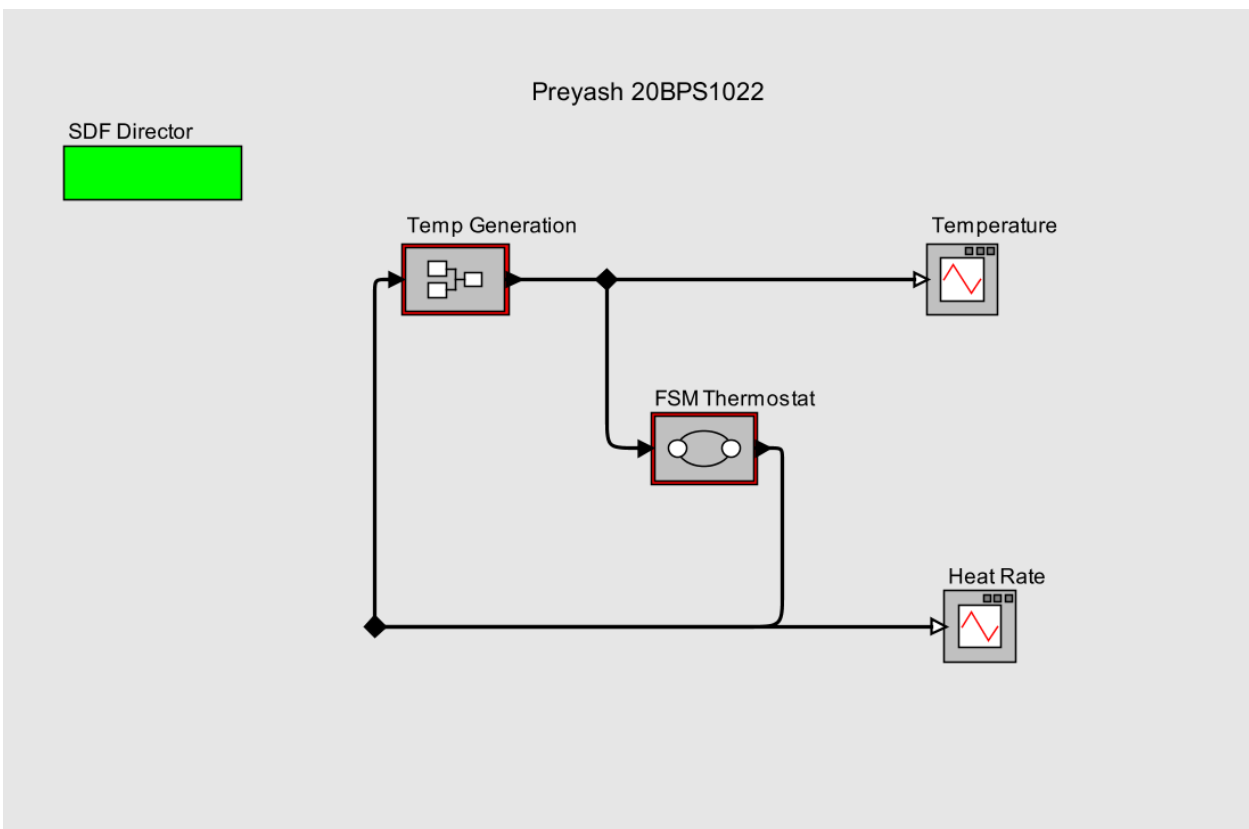 Preyash 20BPS1022
SDF Director
Temp Generation
Temperature
FSM Thermostat
Heat Rate